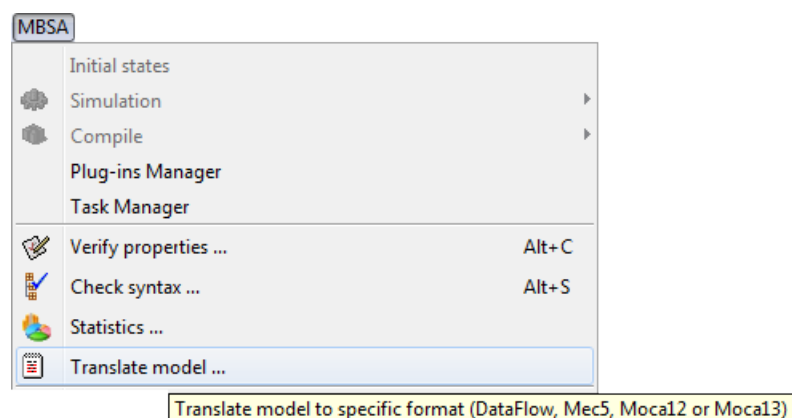 MBSA
Initial states
Simulation
Compile
Plug-ins Manager
Task Manager
Verify properties ... Alt+C
Check syntax ... Alt+S
Statistics ...
Translate model ...
Translate model to specific format (DataFlow, Mec5, Moca12 or Moca13)